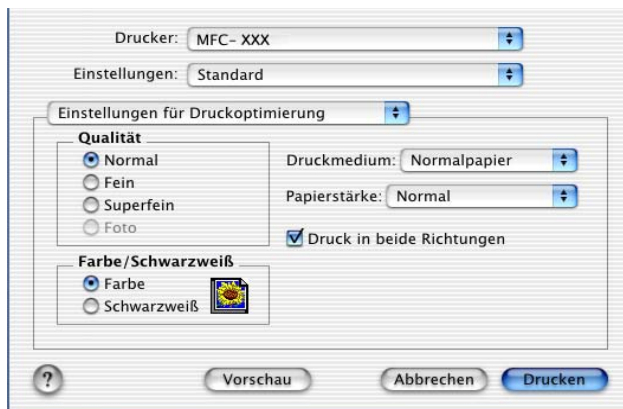 Drucker: MFC- XXX
Einstellungen: Standard
Einstellungen für Druckoptimierung
Qualität
Normal
Fein
Superfein
Foto
Druckmedium: Normalpapier
Papierstärke: Normal
Druck in beide Richtungen
Farbe/Schwarzweiß
Farbe
Schwarzweiß
?
Vorschau
Abbrechen
Drucken